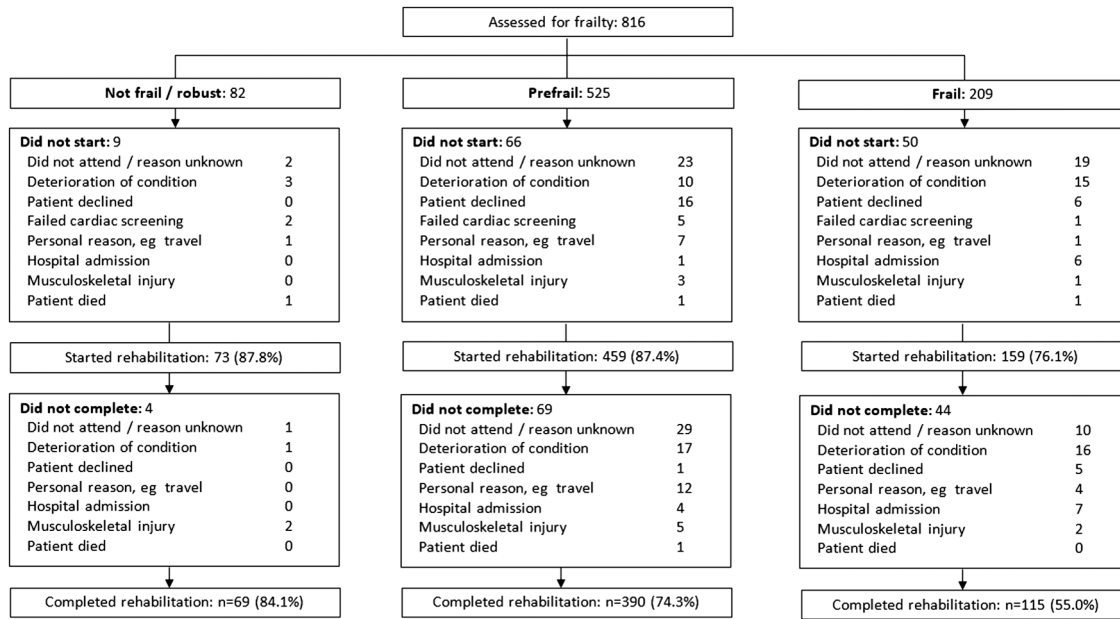 Assessed for frailty: 816
Not frail / robust: 82
Did not start: 9
Did not attend / reason unknown 2
Deterioration of condition 3
Patient declined 0
Failed cardiac screening 2
Personal reason, eg travel 1
Hospital admission 0
Musculoskeletal injury 0
Patient died 1
Started rehabilitation: 73 (87.8%)
Did not complete: 4
Did not attend / reason unknown 1
Deterioration of condition 1
Patient declined 0
Personal reason, eg travel 0
Hospital admission 0
Musculoskeletal injury 2
Patient died 0
Completed rehabilitation: n=69 (84.1%)
Prefrail: 525
Did not start: 66
Did not attend / reason unknown 23
Deterioration of condition 10
Patient declined 16
Failed cardiac screening 5
Personal reason, eg travel 7
Hospital admission 1
Musculoskeletal injury 3
Patient died 1
Started rehabilitation: 459 (87.4%)
Did not complete: 69
Did not attend / reason unknown 29
Deterioration of condition 17
Patient declined 1
Personal reason, eg travel 12
Hospital admission 4
Musculoskeletal injury 5
Patient died 1
Completed rehabilitation: n=390 (74.3%)
Frail: 209
Did not start: 50
Did not attend / reason unknown 19
Deterioration of condition 15
Patient declined 6
Failed cardiac screening 1
Personal reason, eg travel 1
Hospital admission 6
Musculoskeletal injury 1
Patient died 1
Started rehabilitation: 159 (76.1%)
Did not complete: 44
Did not attend / reason unknown 10
Deterioration of condition 16
Patient declined 5
Personal reason, eg travel 4
Hospital admission 7
Musculoskeletal injury 2
Patient died 0
Completed rehabilitation: n=115 (55.0%)